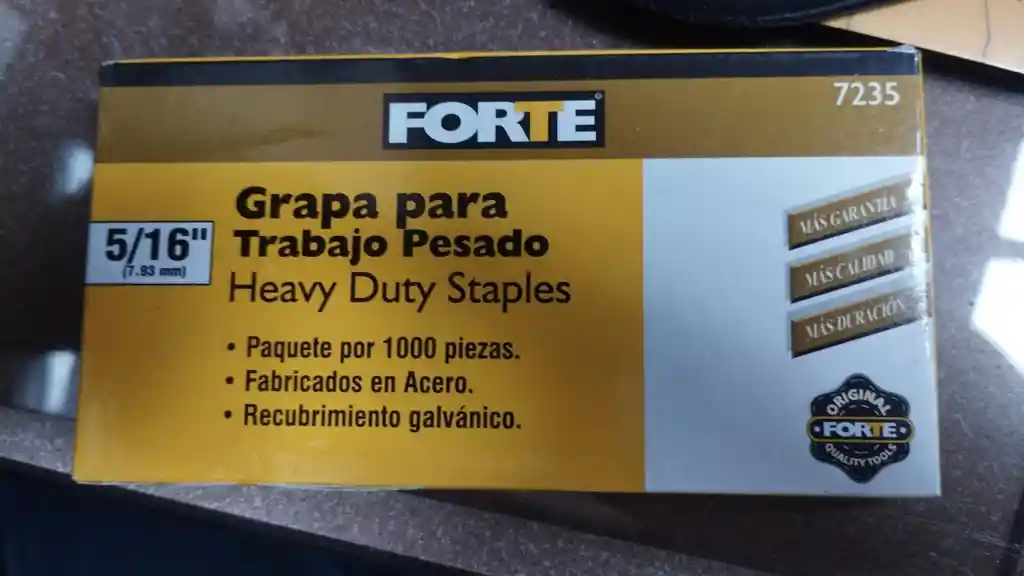 FORTE
7235
5/16"
(7.93 mm)
Grapa para
Trabajo Pesado
Heavy Duty Staples
• Paquete por 1000 piezas.
• Fabricados en Acero.
• Recubrimiento galvánico.
MÁS GARANTÍA
MÁS CALIDAD
MÁS DURACIÓN
ORIGINAL
• FORTE •
QUALITY TOOLS